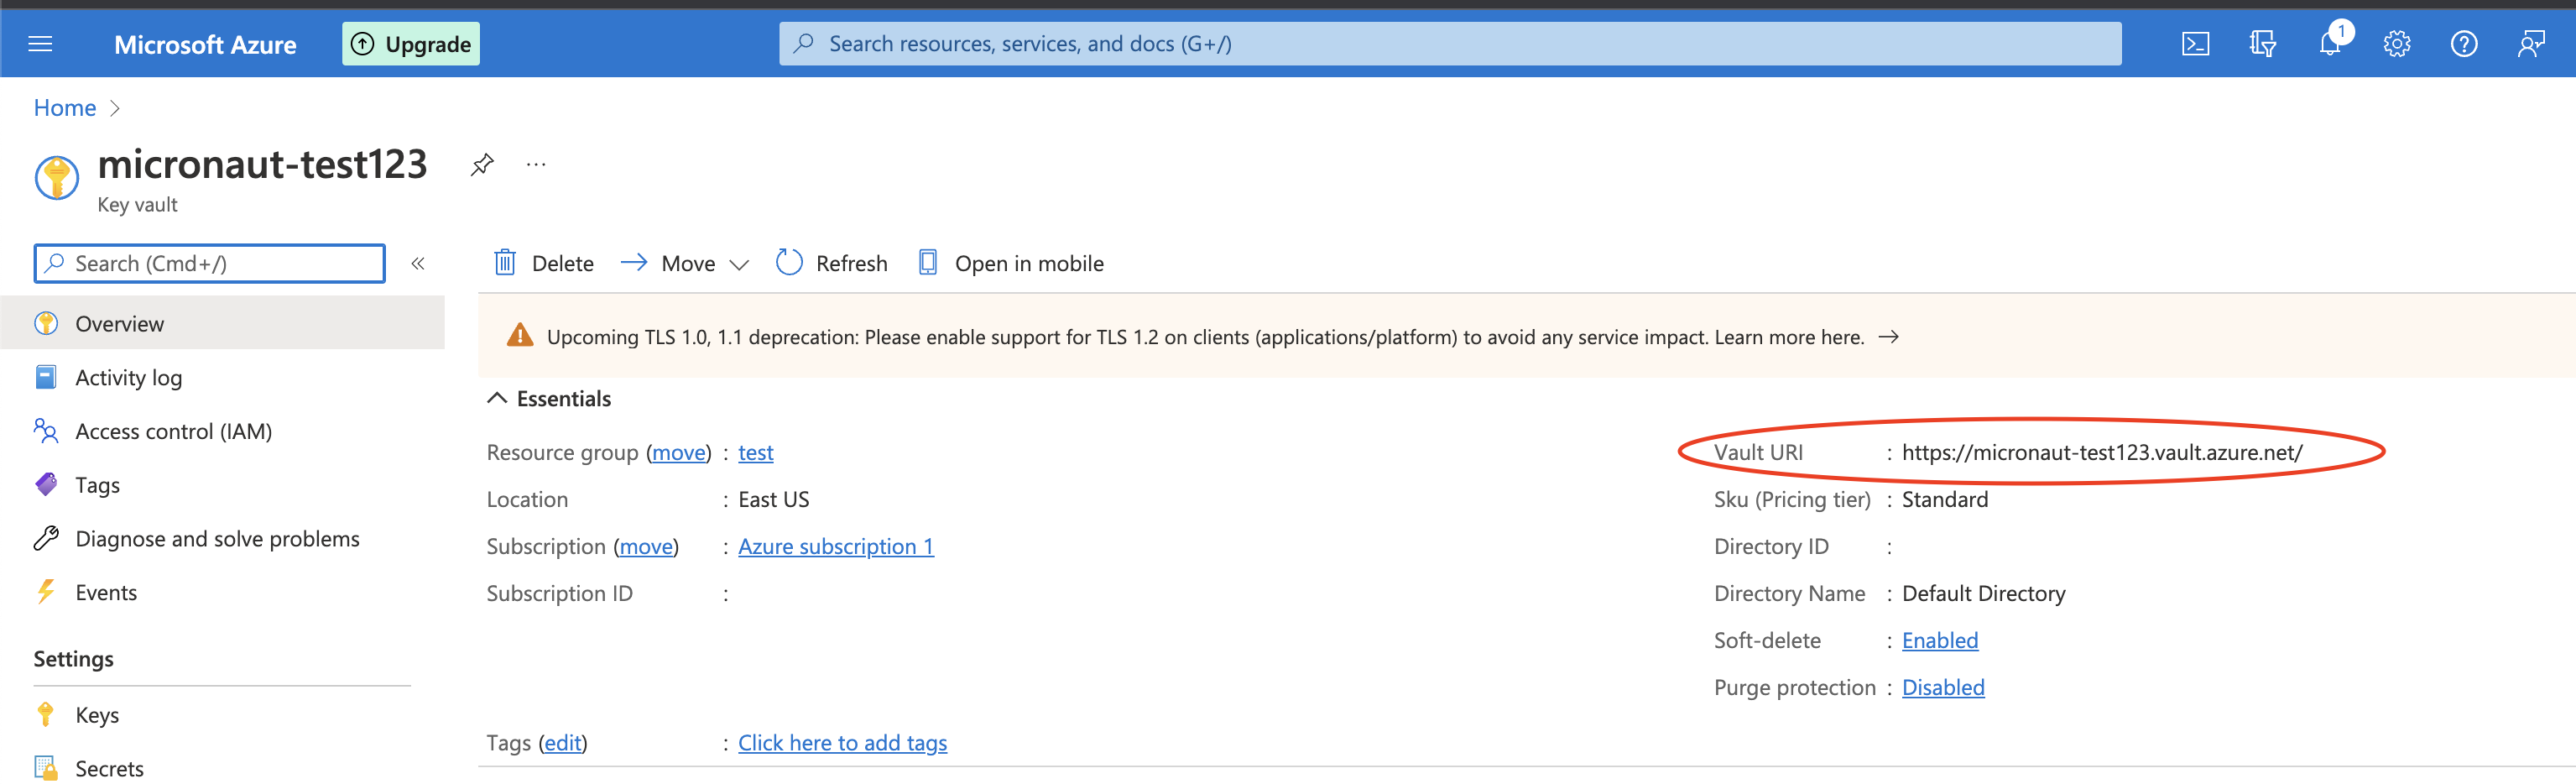 Microsoft Azure
Upgrade
Search resources, services, and docs (G+/)
1
Home
micronaut-test123
...
Key vault
Search (Cmd+/)
«
Delete
Move
Refresh
Open in mobile
Overview
Activity log
Access control (IAM)
Tags
Diagnose and solve problems
Events
Settings
Keys
Secrets
Upcoming TLS 1.0, 1.1 deprecation: Please enable support for TLS 1.2 on clients (applications/platform) to avoid any service impact. Learn more here. →
Essentials
Resource group (move) : test
Location : East US
Subscription (move) : Azure subscription 1
Subscription ID :
Vault URI : https://micronaut-test123.vault.azure.net/
Sku (Pricing tier) : Standard
Directory ID :
Directory Name : Default Directory
Soft-delete : Enabled
Purge protection : Disabled
Tags (edit) : Click here to add tags